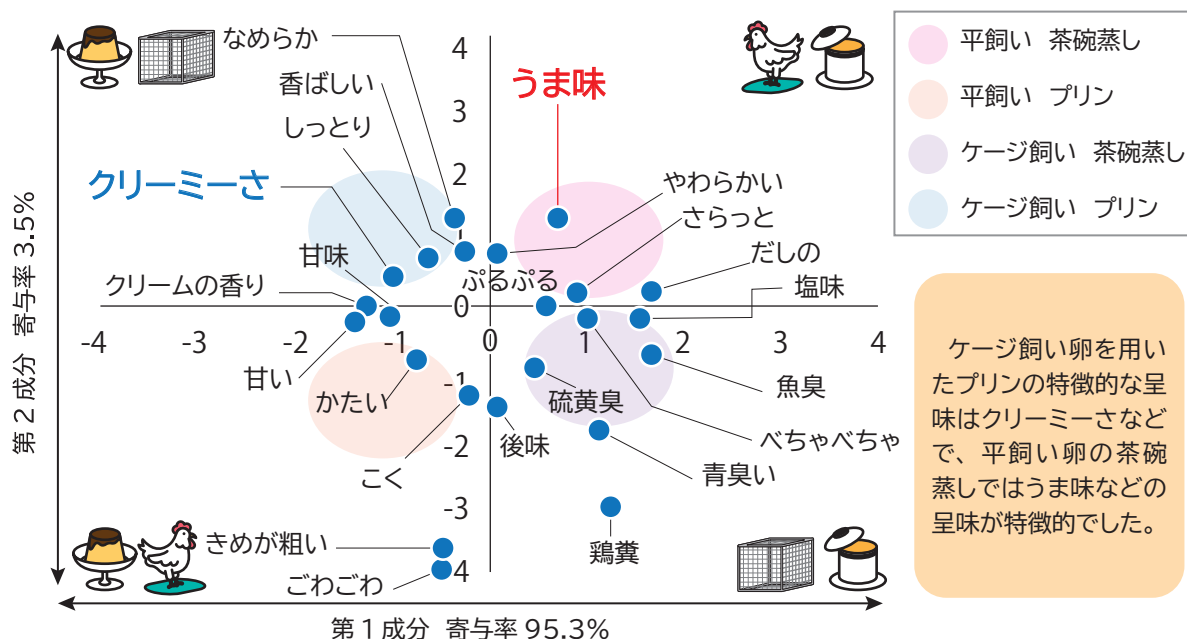 なめらか
香ばしい
しっとり
クリーミーさ
甘味
クリームの香り
甘い
かたい
こく
きめが粗い
ごわごわ
うま味
やわらかい
さらっと
ぷるぷる
だしの
塩味
魚臭
硫黄臭
後味
べちゃべちゃ
青臭い
鶏糞
4
3
2
1
0
-1
-2
-3
-4
-4 -3 -2 -1 0 1 2 3 4
第2成分 寄与率3.5%
第1成分 寄与率95.3%
平飼い 茶碗蒸し
平飼い プリン
ケージ飼い 茶碗蒸し
ケージ飼い プリン
ケージ飼い卵を用い
たプリンの特徴的な呈
味はクリーミーさなど
で、平飼い卵の茶碗
蒸しではうま味などの
呈味が特徴的でした。